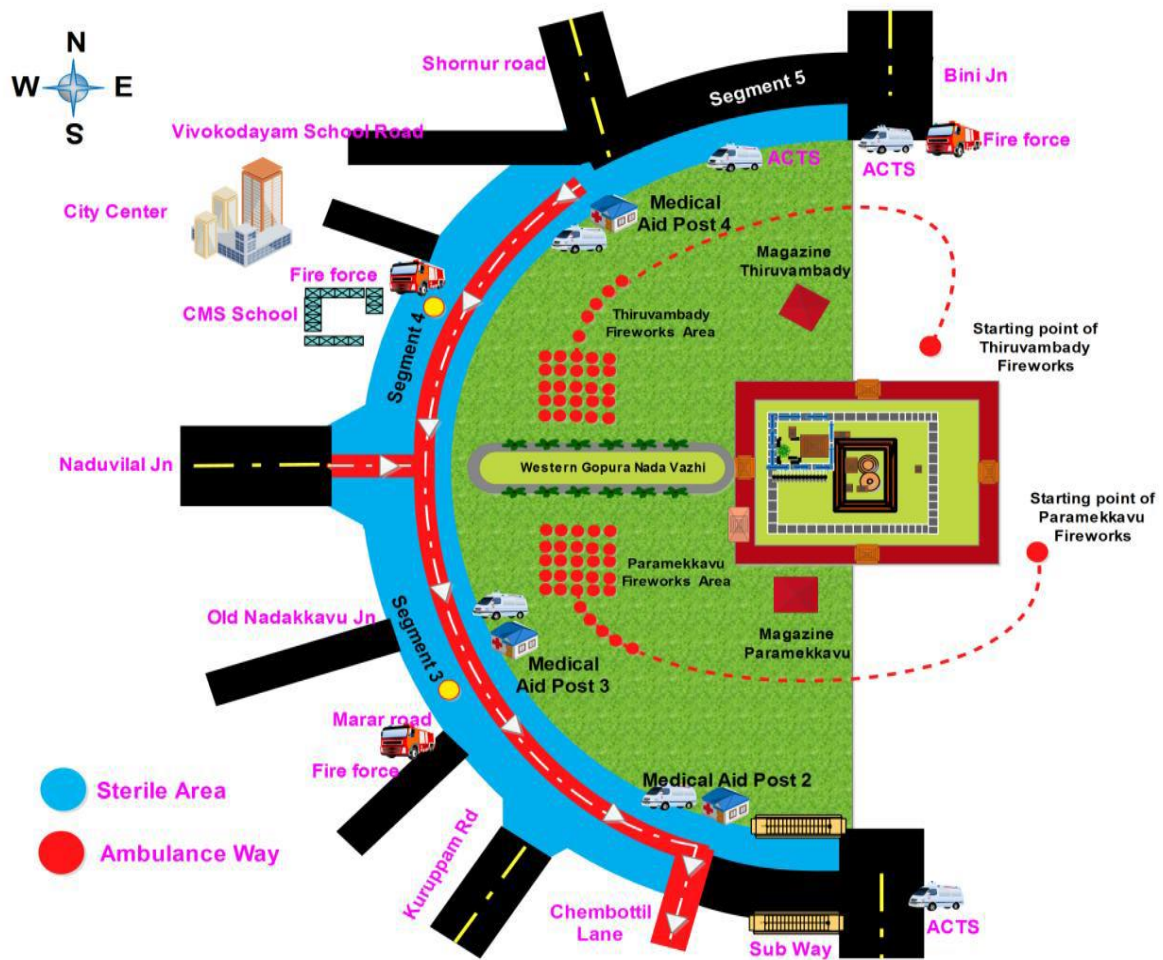 N
W
E
S
Shornur road
Segment 5
Bini Jn
Vivokodayam School Road
ACTS
ACTS
Fire force
City Center
Medical
Aid Post 4
Magazine
Thiruvambady
Fire force
CMS School
Segment 4
Thiruvambady
Fireworks Area
Starting point of
Thiruvambady
Fireworks
Naduvilal Jn
Western Gopura Nada Vazhi
Starting point of
Paramekkavu
Fireworks
Paramekkavu
Fireworks Area
Old Nadakkavu Jn
Segment 3
Magazine
Paramekkavu
Medical
Aid Post 3
Marar road
Fire force
Medical Aid Post 2
Sterile Area
Ambulance Way
Kuruppam Rd
Chembottil
Lane
Sub Way
ACTS